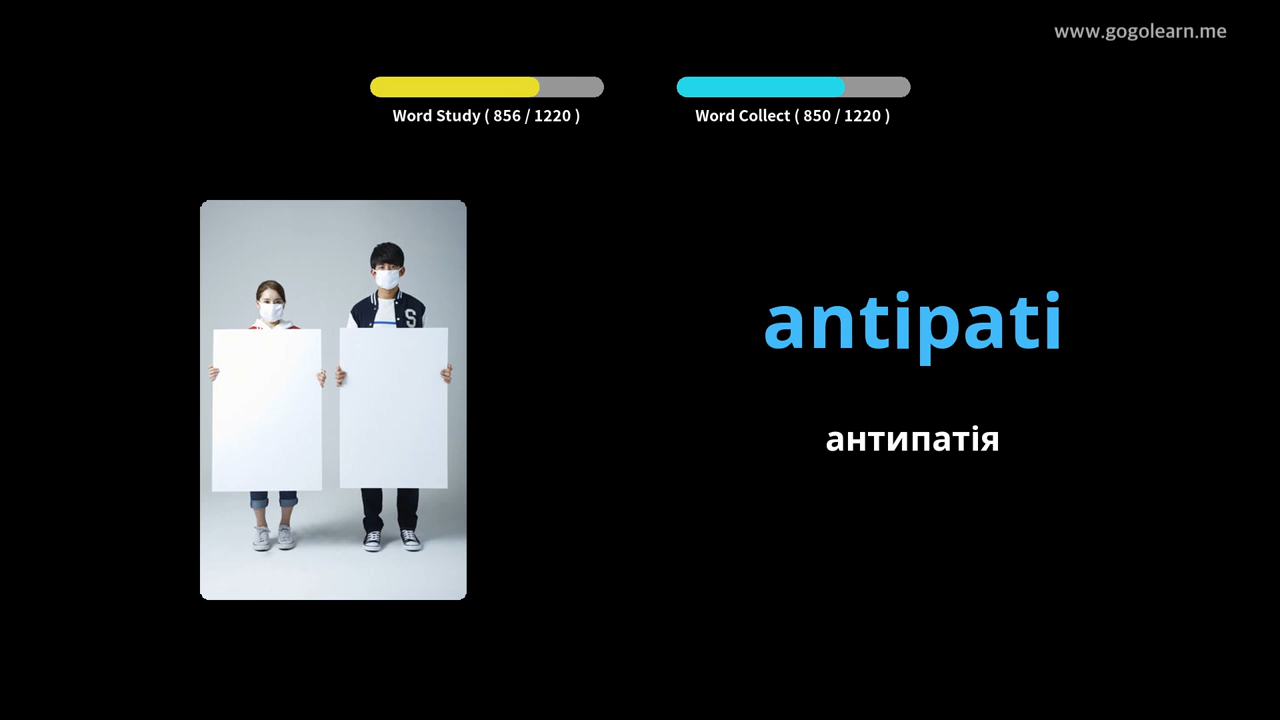 www.gogolearn.me
Word Study ( 856 / 1220 )
Word Collect ( 850 / 1220 )
S
antipati
антипатія